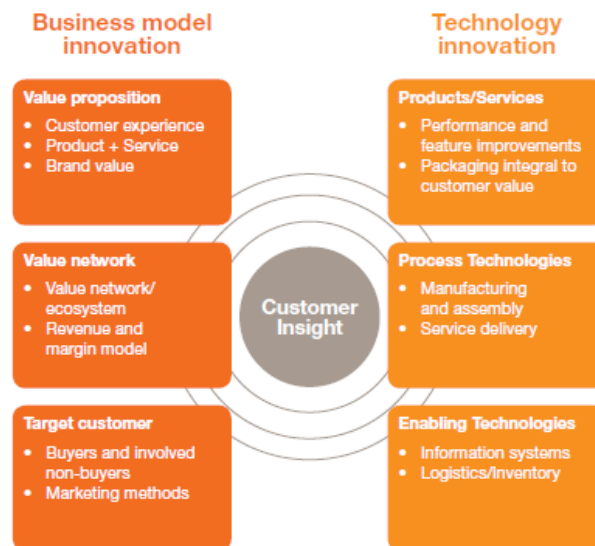 Business model
innovation
Value proposition
• Customer experience
• Product + Service
• Brand value
Value network
• Value network/
ecosystem
• Revenue and
margin model
Target customer
• Buyers and involved
non-buyers
• Marketing methods
Customer
Insight
Technology
innovation
Products/Services
• Performance and
feature improvements
• Packaging integral to
customer value
Process Technologies
• Manufacturing
and assembly
• Service delivery
Enabling Technologies
• Information systems
• Logistics/Inventory